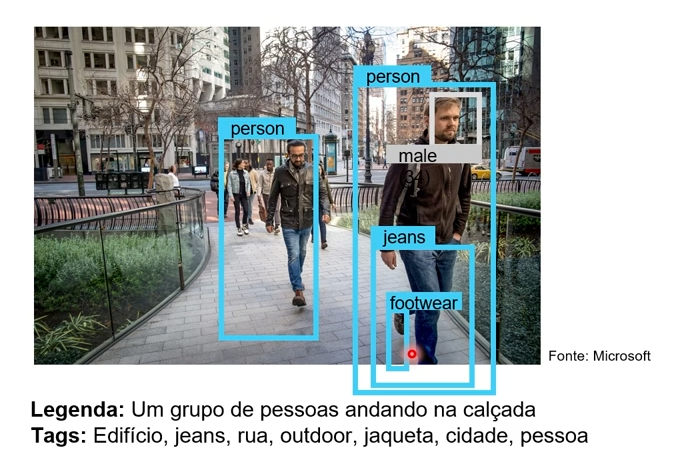 person
person
male
jeans
footwear
Fonte: Microsoft
Legenda: Um grupo de pessoas andando na calçada
Tags: Edifício, jeans, rua, outdoor, jaqueta, cidade, pessoa